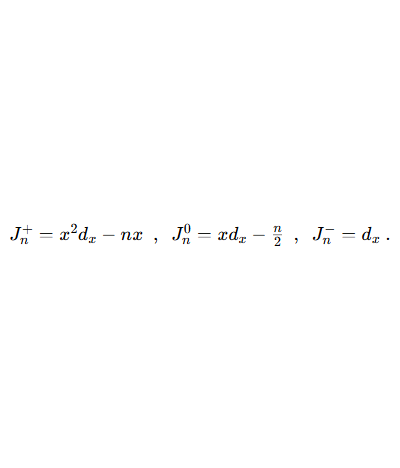 $J_n^+ = x^2 d_x - nx \ , \ J_n^0 = x d_x - \frac{n}{2} \ , \ J_n^- = d_x \ .$